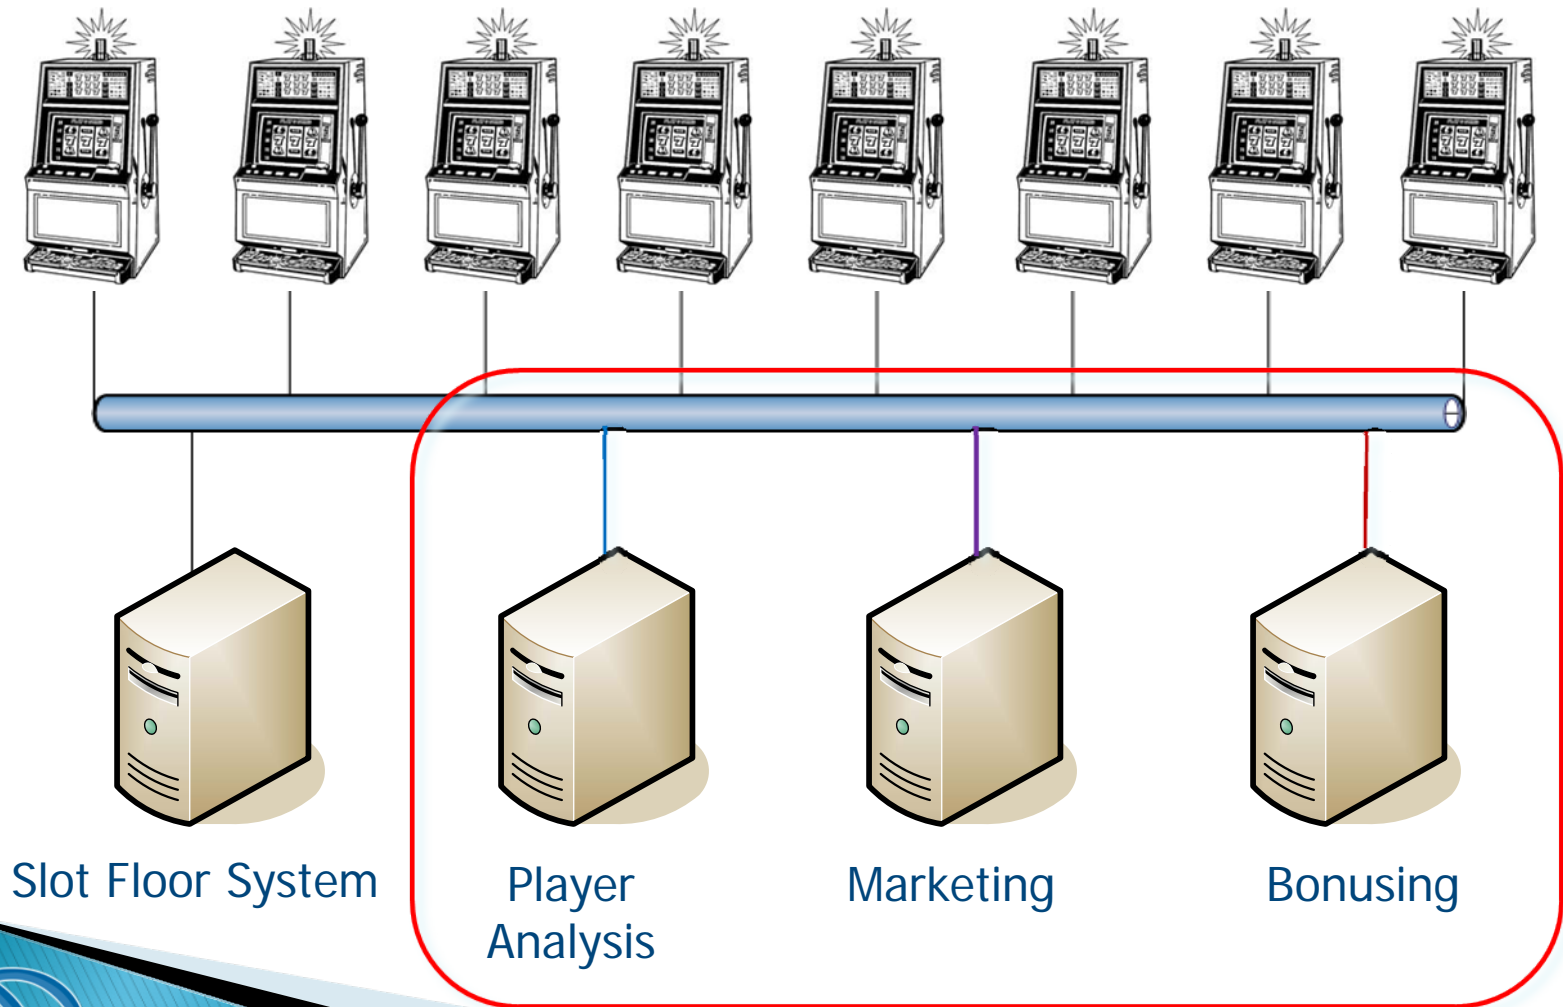 Slot Floor System
Player
Analysis
Marketing
Bonusing